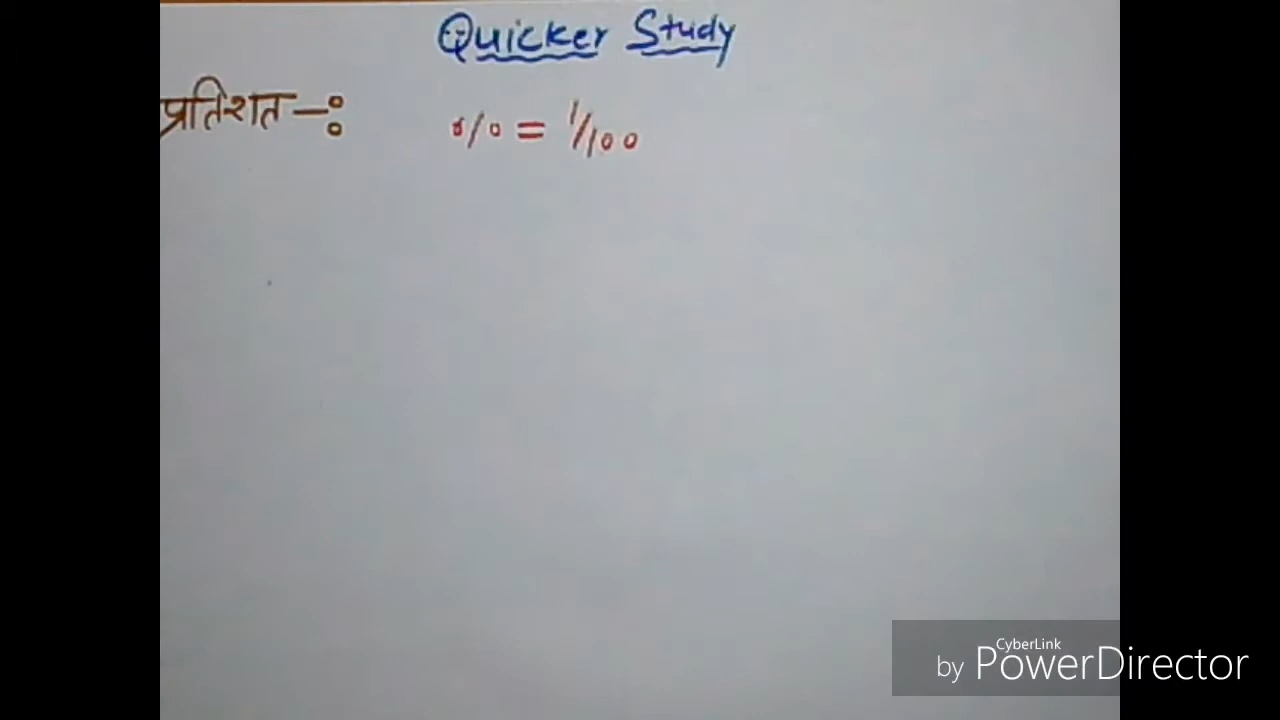 Quicker Study
प्रतिशत –: % = 1/100
CyberLink
by PowerDirector